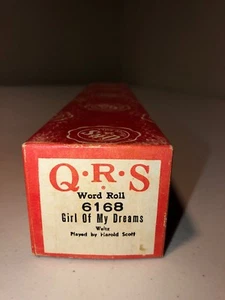 Q·R·S
Word Roll
6168
Girl Of My Dreams
Waltz
Played by Harold Scott